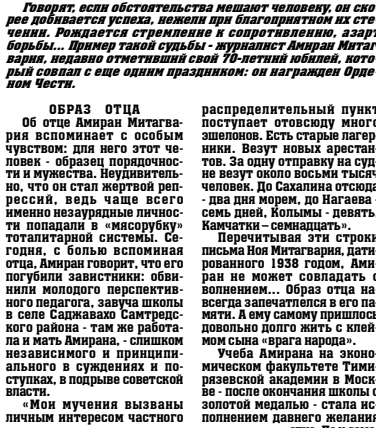 Говорят, если обстоятельства мешают человеку, он ско
рее добивается успеха, нежели при благоприятном их сте
чении. Рождается стремление к сопротивлению, азарт
борьбы... Пример такой судьбы - журналист Амиран Митаг
вария, недавно отметивший свой 70-летний юбилей, кото
рый совпал с еще одним праздником: он награжден Орде
ном Чести.
ОБРАЗ ОТЦА
Об отце Амиран Митагва-
рия вспоминает с особым
чувством: для него этот че-
ловек - образец порядочнос-
ти и мужества. Неудивитель-
но, что он стал жертвой реп-
рессий, ведь чаще всего
именно незаурядные личнос-
ти попадали в «мясорубку»
тоталитарной системы. Се-
годня, с болью вспоминая
отца, Амиран говорит, что его
погубили завистники: обви-
нили молодого перспектив-
ного педагога, завуча школы
в селе Саджавахо Самтредс-
кого района - там же работа-
ла и мать Амирана, - слишком
независимого и принципи-
ального в суждениях и по-
ступках, в подрыве советской
власти.
«Мои мучения вызваны
личным интересом частного
распределительный пункт
поступает отовсюду много
эшелонов. Есть старые лагер-
ники. Везут новых арестан-
тов. За одну отправку на суд-
не везут около восьми тысяч
человек. До Сахалина отсюда
- два дня морем, до Нагаева -
семь дней, Колымы - девять,
Камчатки – семнадцать».
Перечитывая эти строки
письма Ноя Митагвария, дати-
рованного 1938 годом, Ами-
ран не может совладать с
волнением... Образ отца на-
всегда запечатлелся в его па-
мяти. А ему самому пришлось
довольно долго жить с клей-
мом сына «врага народа».
Учеба Амирана на эконо-
мическом факультете Тими-
рязевской академии в Моск-
ве - после окончания школы с
золотой медалью - стала ис-
полнением давнего желания